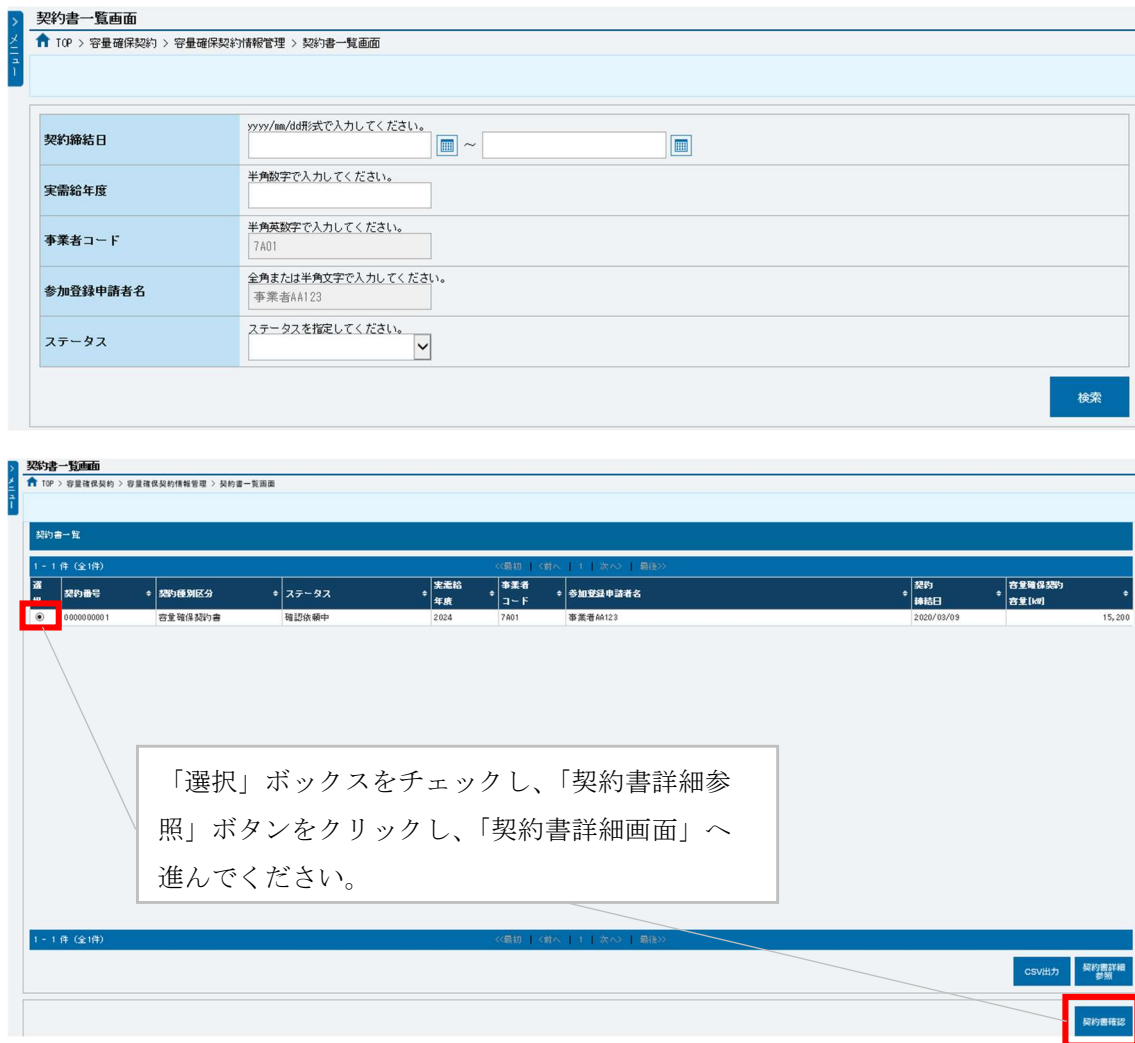 契約書一覧画面
メニュー
TOP > 容量確保契約 > 容量確保契約情報管理 > 契約書一覧画面
契約締結日
yyyy/mm/dd形式で入力してください。
～
実需給年度
半角数字で入力してください。
事業者コード
半角英数字で入力してください。
7A01
参加登録申請者名
全角または半角文字で入力してください。
事業者AA123
ステータス
ステータスを指定してください。
検索
契約書一覧画面
メニュー
TOP > 容量確保契約 > 容量確保契約情報管理 > 契約書一覧画面
契約書一覧
1 - 1 件 (全1件) <<最初 | <前へ | 1 | 次へ> | 最後>>
選択 契約番号 契約種別区分 ステータス 実需給年度 事業者コード 参加登録申請者名 契約締結日 容量確保契約容量[kW]
0000000001 容量確保契約書 確認依頼中 2024 7A01 事業者AA123 2020/03/09 15,200
「選択」ボックスをチェックし、「契約書詳細参
照」ボタンをクリックし、「契約書詳細画面」へ
進んでください。
1 - 1 件 (全1件) <<最初 | <前へ | 1 | 次へ> | 最後>>
CSV出力 契約書詳細参照
契約書確認